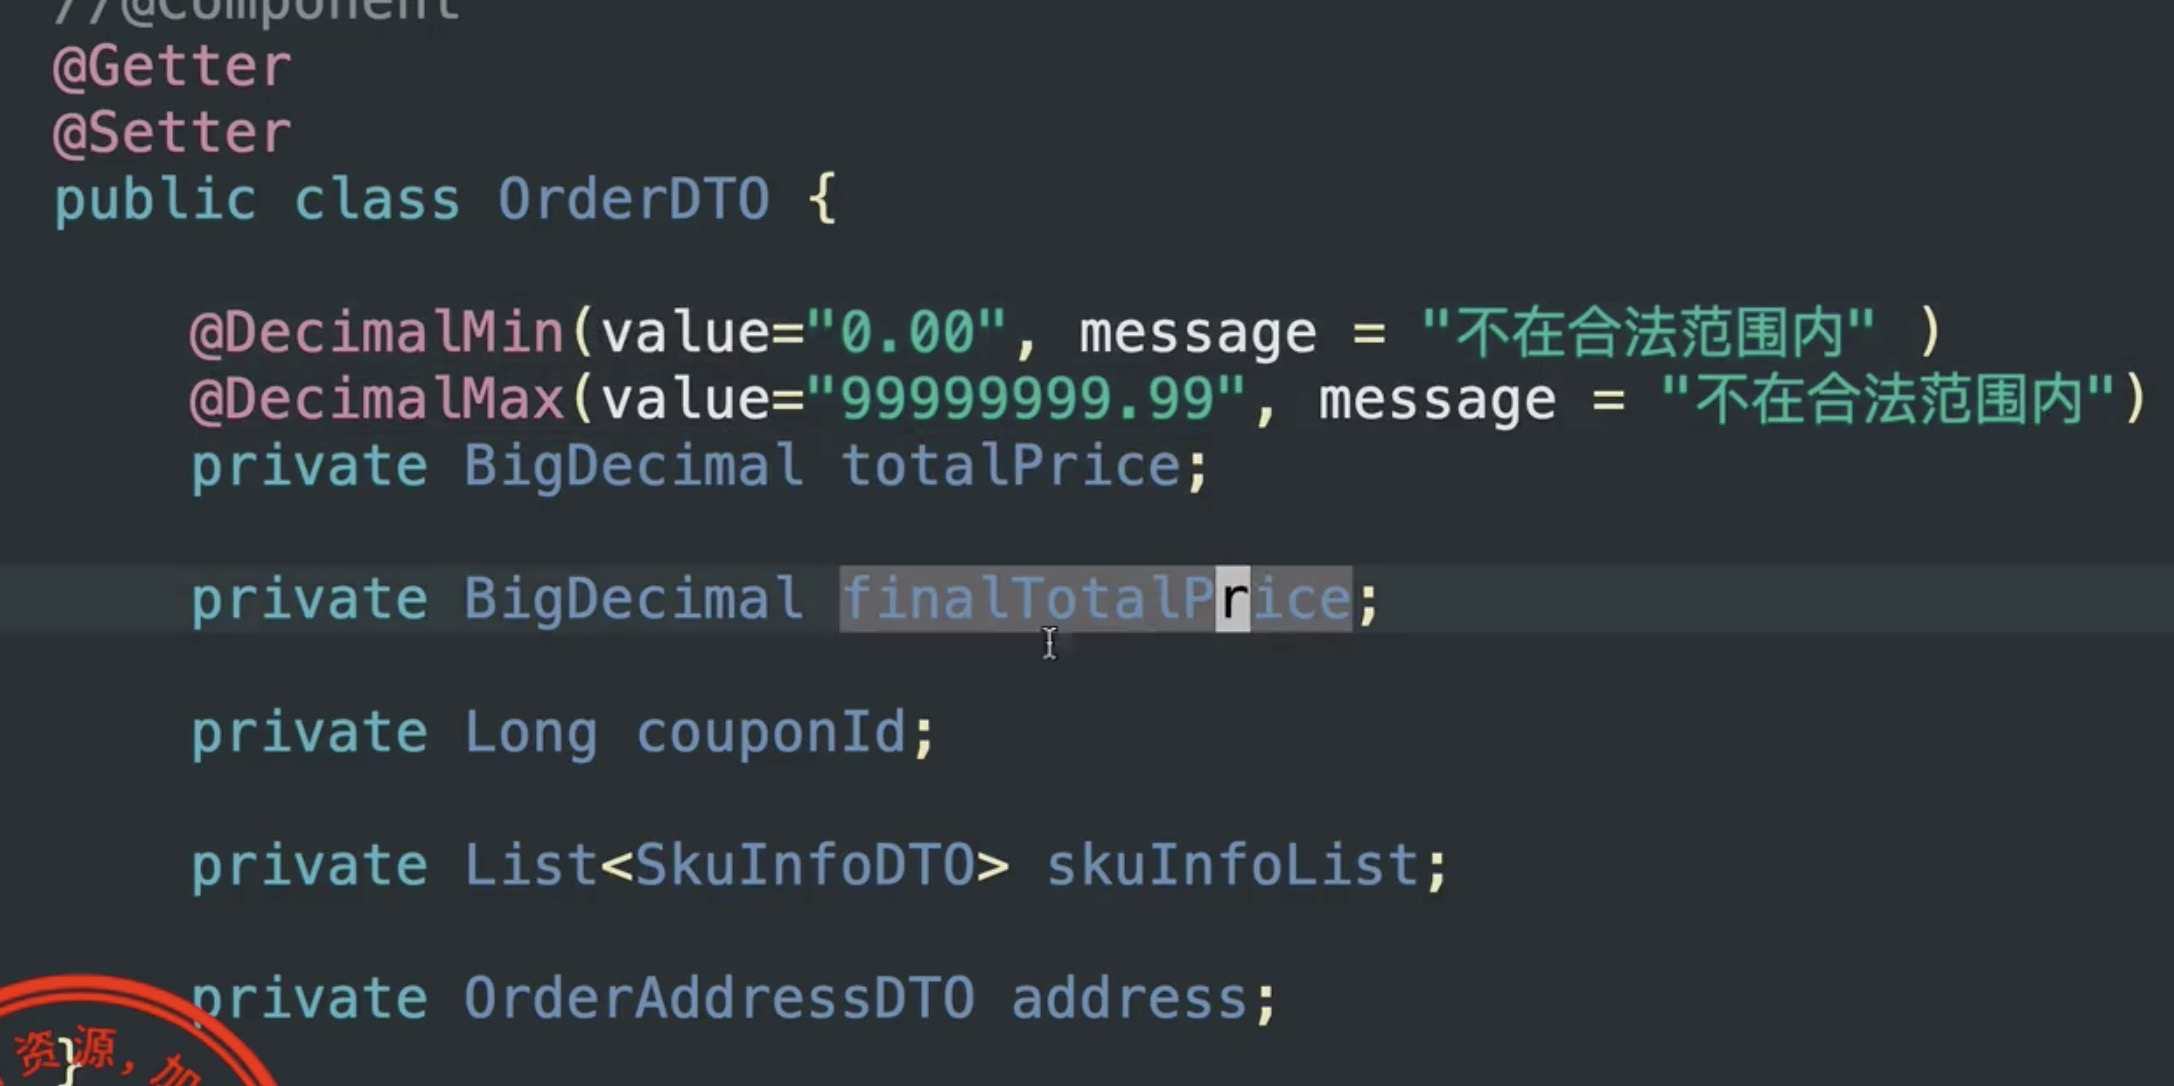 //@Component
@Getter
@Setter
public class OrderDTO {
@DecimalMin(value="0.00", message = "不在合法范围内" )
@DecimalMax(value="99999999.99", message = "不在合法范围内")
private BigDecimal totalPrice;
private BigDecimal finalTotalPrice;
private Long couponId;
private List<SkuInfoDTO> skuInfoList;
private OrderAddressDTO address;
}
资源，加